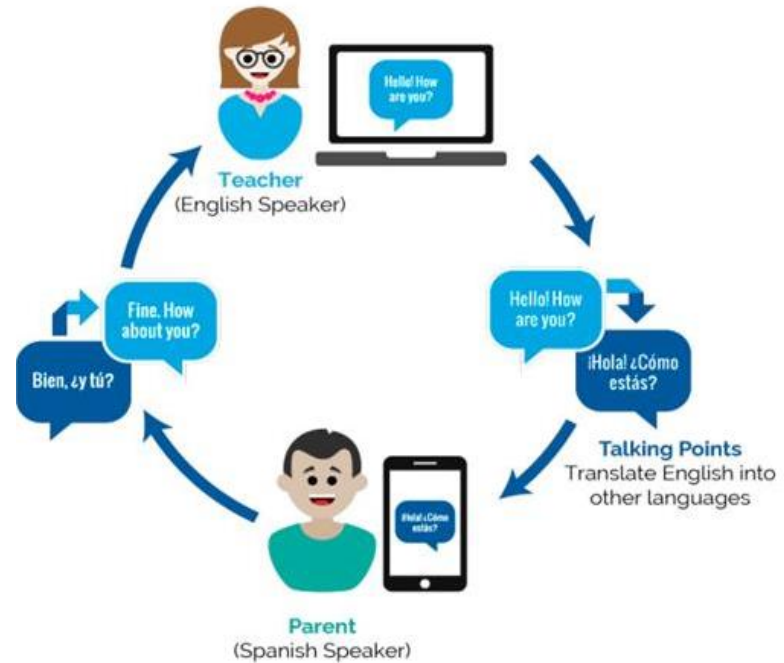 Hello! How
are you?
Teacher
(English Speaker)
Hello! How
are you?
¡Hola! ¿Cómo
estás?
Talking Points
Translate English into
other languages
¡Hola! ¿Cómo
estás?
Parent
(Spanish Speaker)
Bien, ¿y tú?
Fine. How
about you?